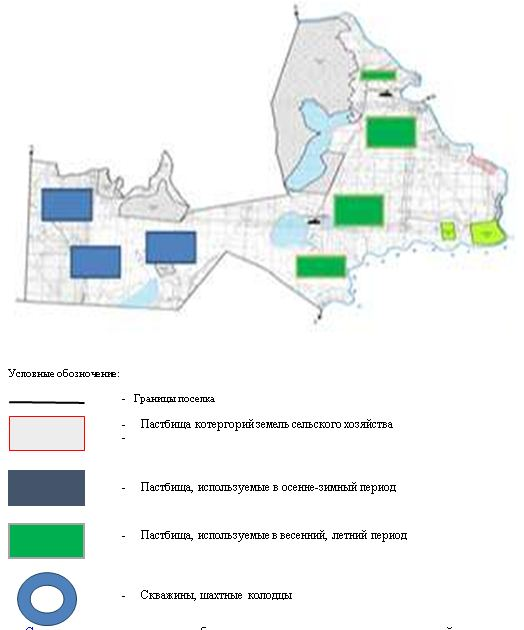 Условные обозначение:
- Границы поселка
- Пастбища котергорий земель сельского хозяйства
-
- Пастбища, используемые в осенне-зимный период
- Пастбища, используемые в весенний, летний период
- Скважины, шахтные колодцы